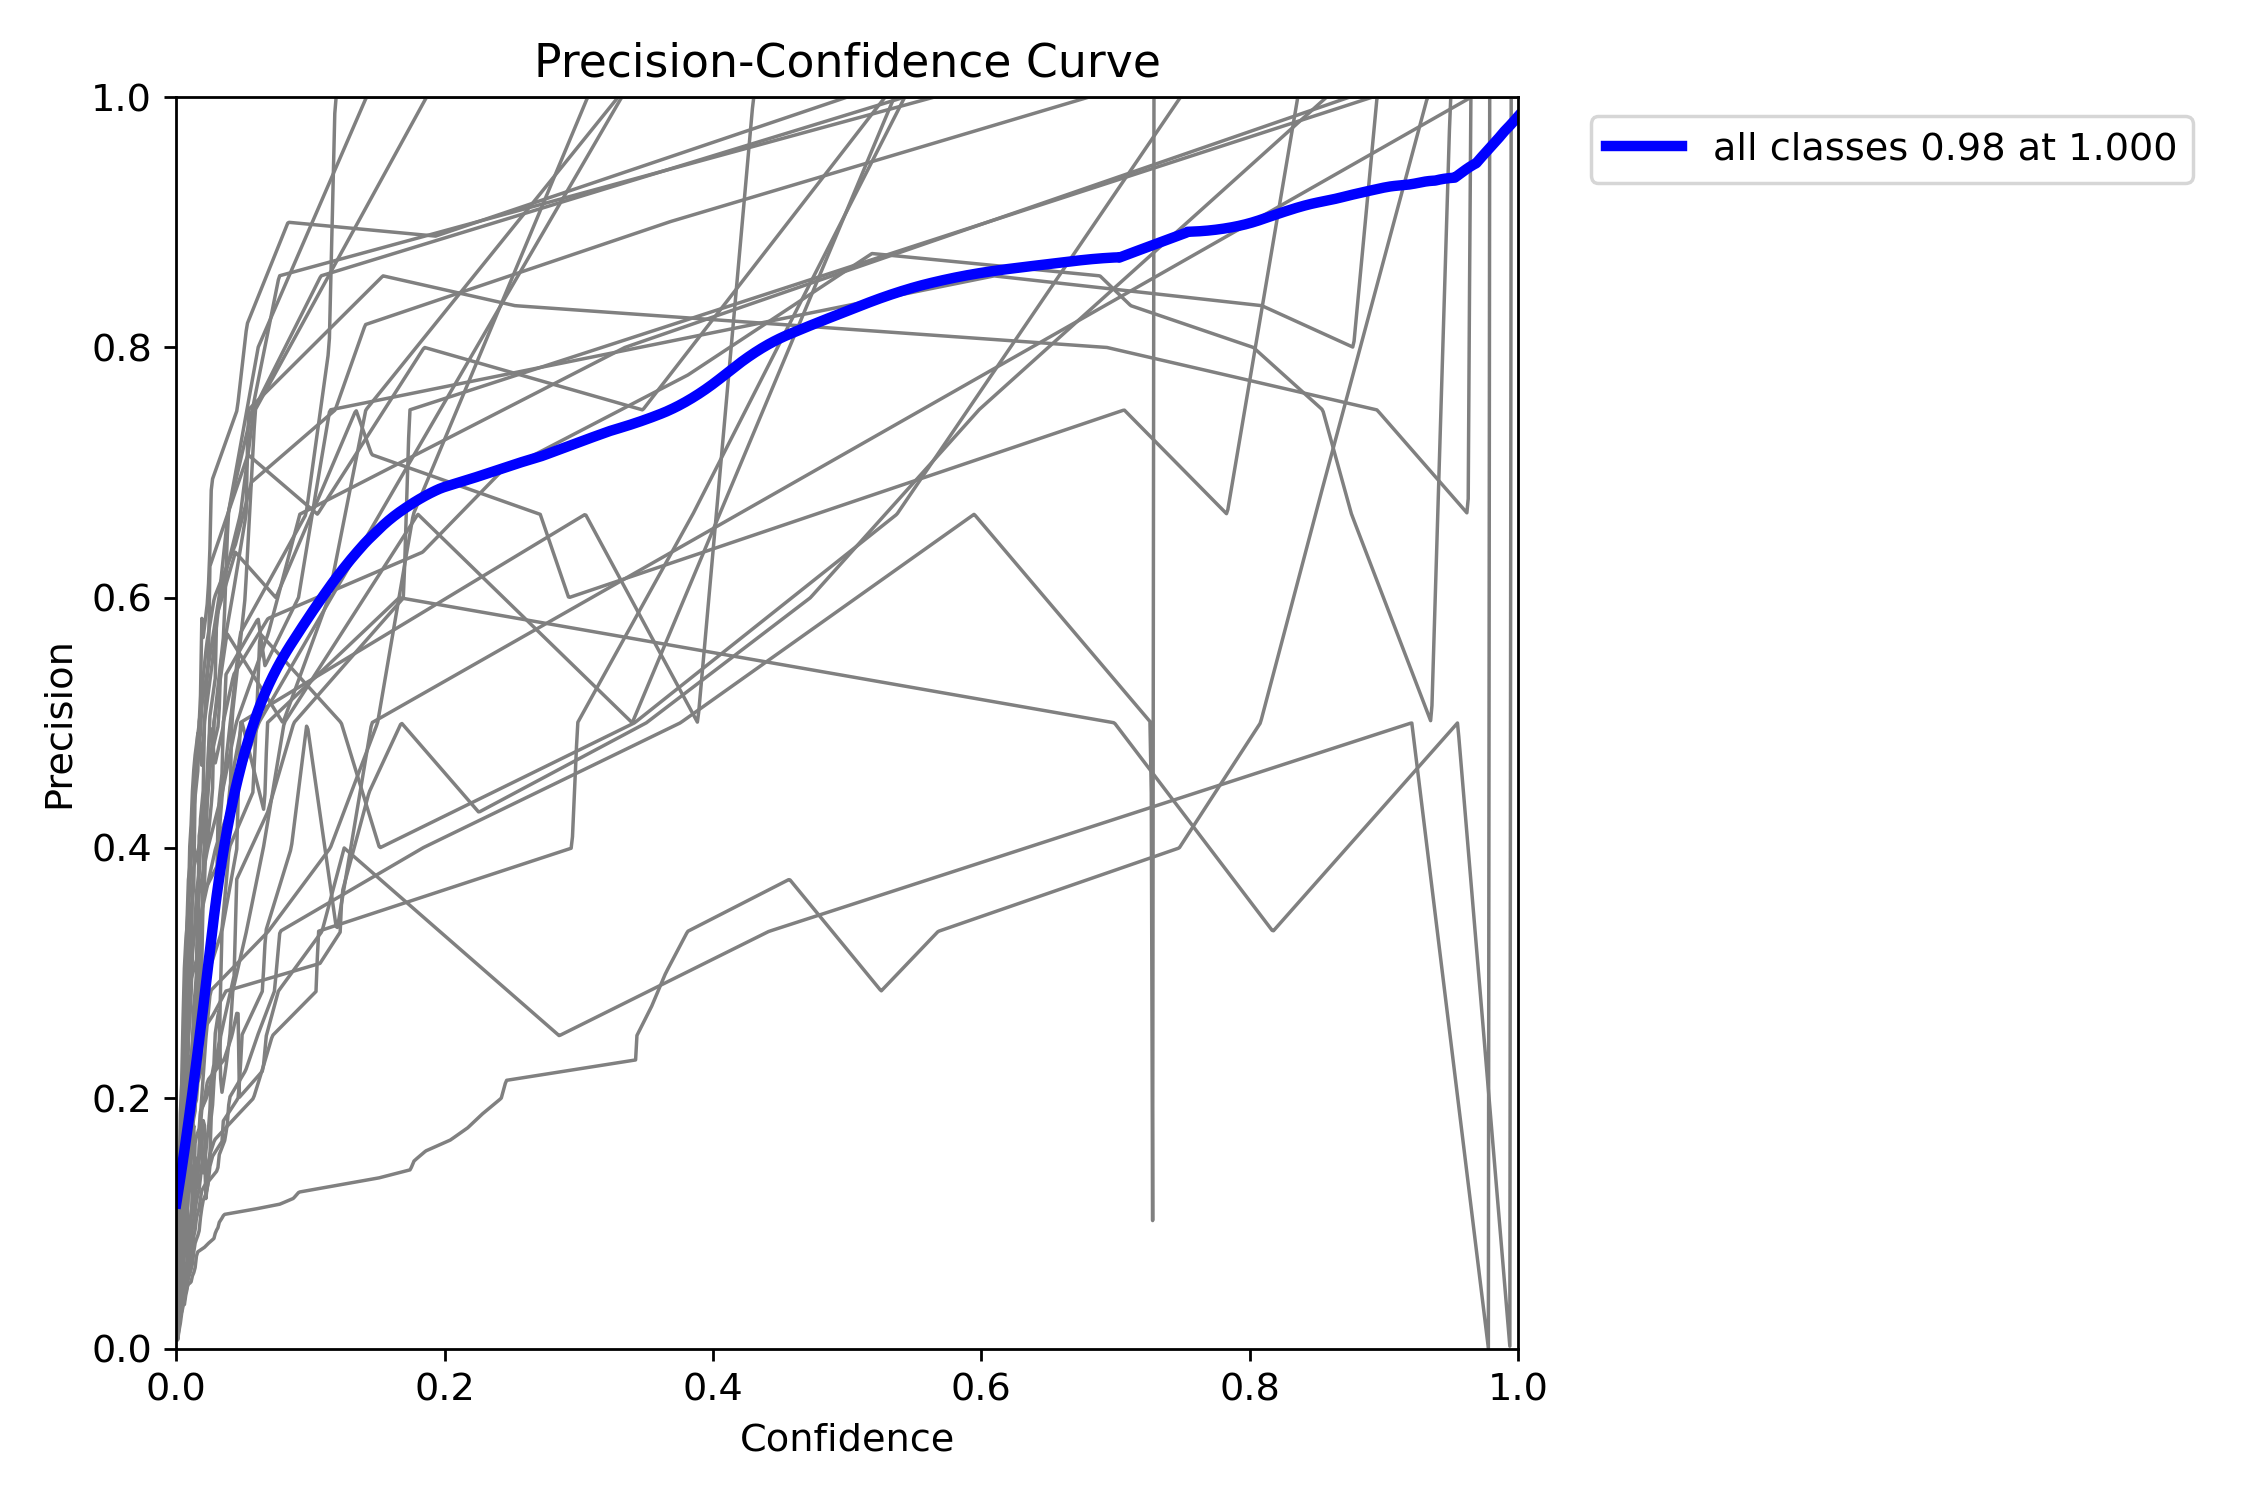 Precision-Confidence Curve
all classes 0.98 at 1.000
Precision
1.0
0.8
0.6
0.4
0.2
0.0
0.0 0.2 0.4 0.6 0.8 1.0
Confidence